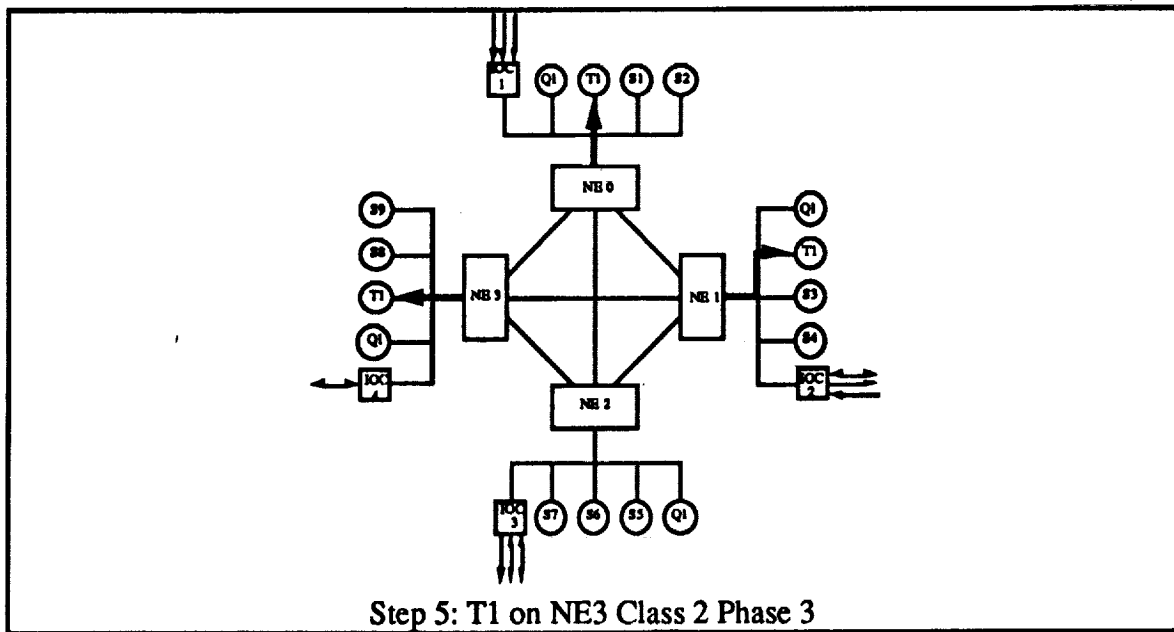 IOC
1
Q1
T1
S1
S2
NE 0
S9
S8
T1
Q1
IOC
NE 3
NE 1
Q1
T1
S3
S4
IOC
2
NE 2
IOC
3
S7
S6
S5
Q1
Step 5: T1 on NE3 Class 2 Phase 3